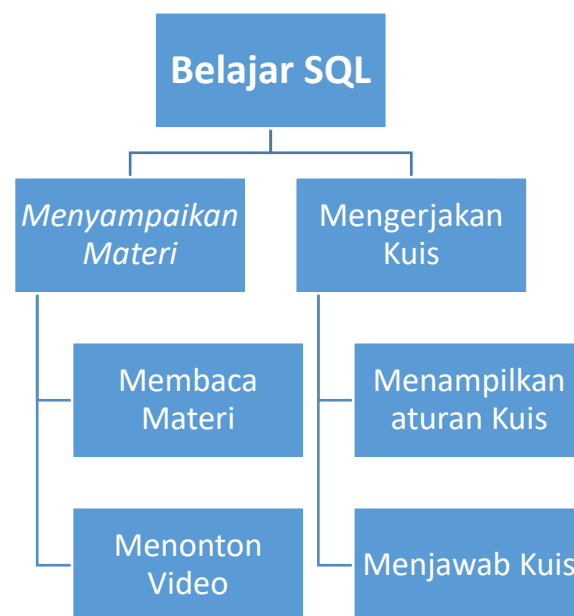 Belajar SQL
Menyampaikan
Materi
Membaca
Materi
Menonton
Video
Mengerjakan
Kuis
Menampilkan
aturan Kuis
Menjawab Kuis